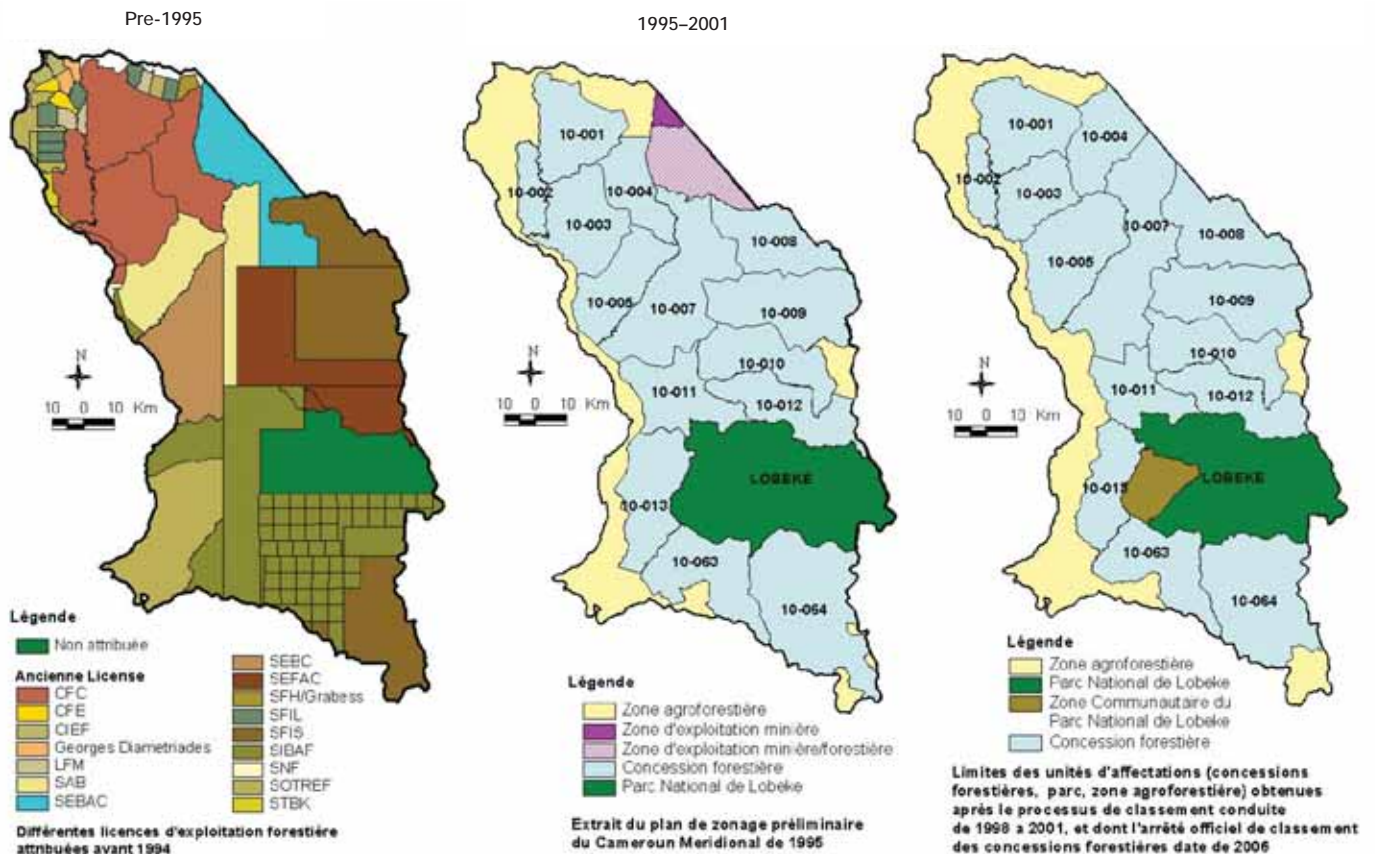 Pre-1995
1995–2001
N
10 0 10 Km
Légende
Non attribuée
Ancienne License
CFC
CFE
CIEF
Georges Diametriades
LFM
SAB
SEBAC
SEBC
SEFAC
SFH/Grabess
SFIL
SFIS
SIBAF
SNF
SOTREF
STBK
Différentes licences d'exploitation forestière
attribuées avant 1994
10-001
10-002
10-004
10-003
10-008
10-005
10-007
10-009
10-010
10-011
10-012
LOBEKE
10-013
10-063
10-064
N
10 0 10 Km
Légende
Zone agroforestière
Zone d'exploitation minière
Zone d'exploitation minière/forestière
Concession forestière
Parc National de Lobeke
Extrait du plan de zonage préliminaire
du Cameroun Meridional de 1995
10-001
10-004
10-002
10-003
10-007
10-008
10-005
10-009
10-010
10-011
10-012
LOBEKE
10-013
10-063
10-064
N
10 0 10 Km
Légende
Zone agroforestière
Parc National de Lobeke
Zone Communautaire du
Parc National de Lobeke
Concession forestière
Limites des unités d'affectations (concessions
forestières, parc, zone agroforestière) obtenues
après le processus de classement conduite
de 1998 a 2001, et dont l'arrêté officiel de classement
des concessions forestières date de 2006